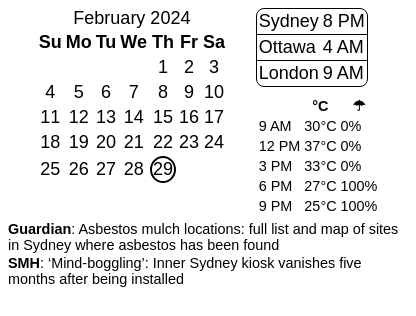 February 2024
Su Mo Tu We Th Fr Sa
1 2 3
4 5 6 7 8 9 10
11 12 13 14 15 16 17
18 19 20 21 22 23 24
25 26 27 28 29
Sydney 8 PM
Ottawa 4 AM
London 9 AM
°C ☂
9 AM 30°C 0%
12 PM 37°C 0%
3 PM 33°C 0%
6 PM 27°C 100%
9 PM 25°C 100%
Guardian: Asbestos mulch locations: full list and map of sites
in Sydney where asbestos has been found
SMH: ‘Mind-boggling’: Inner Sydney kiosk vanishes five
months after being installed